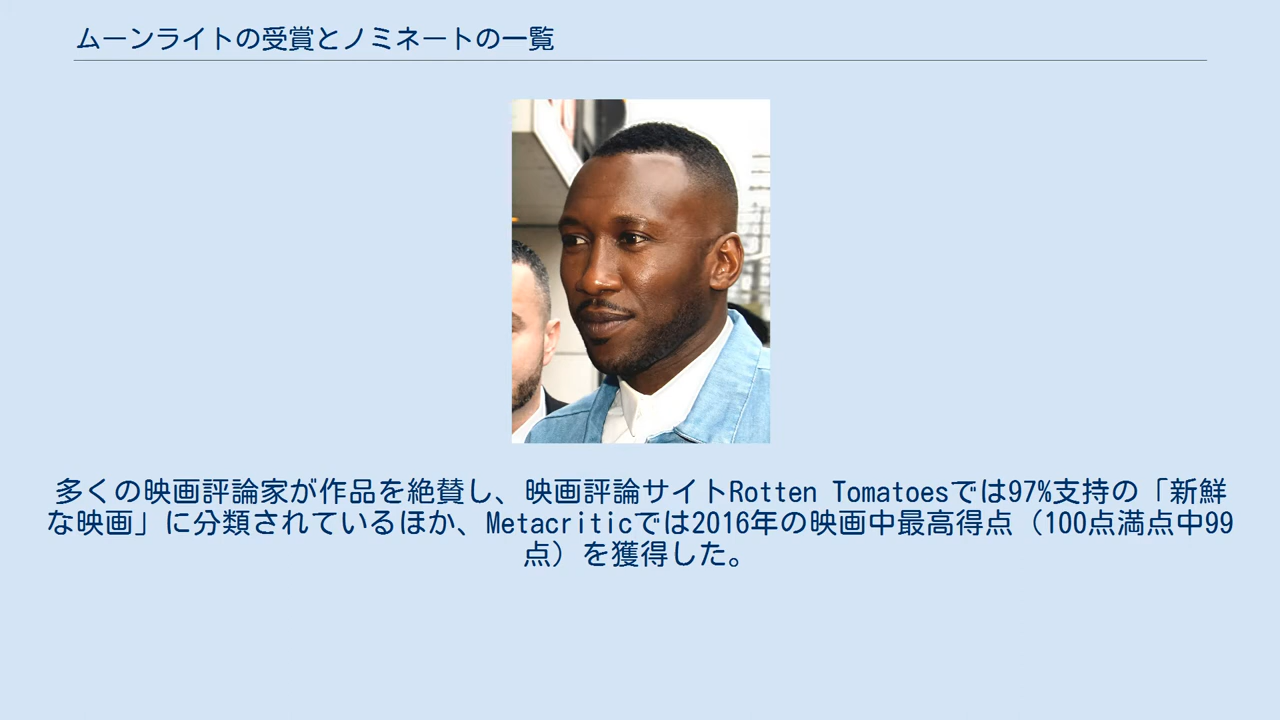 ムーンライトの受賞とノミネートの一覧
多くの映画評論家が作品を絶賛し、映画評論サイトRotten Tomatoesでは97%支持の「新鮮
な映画」に分類されているほか、Metacriticでは2016年の映画中最高得点（100点満点中99
点）を獲得した。